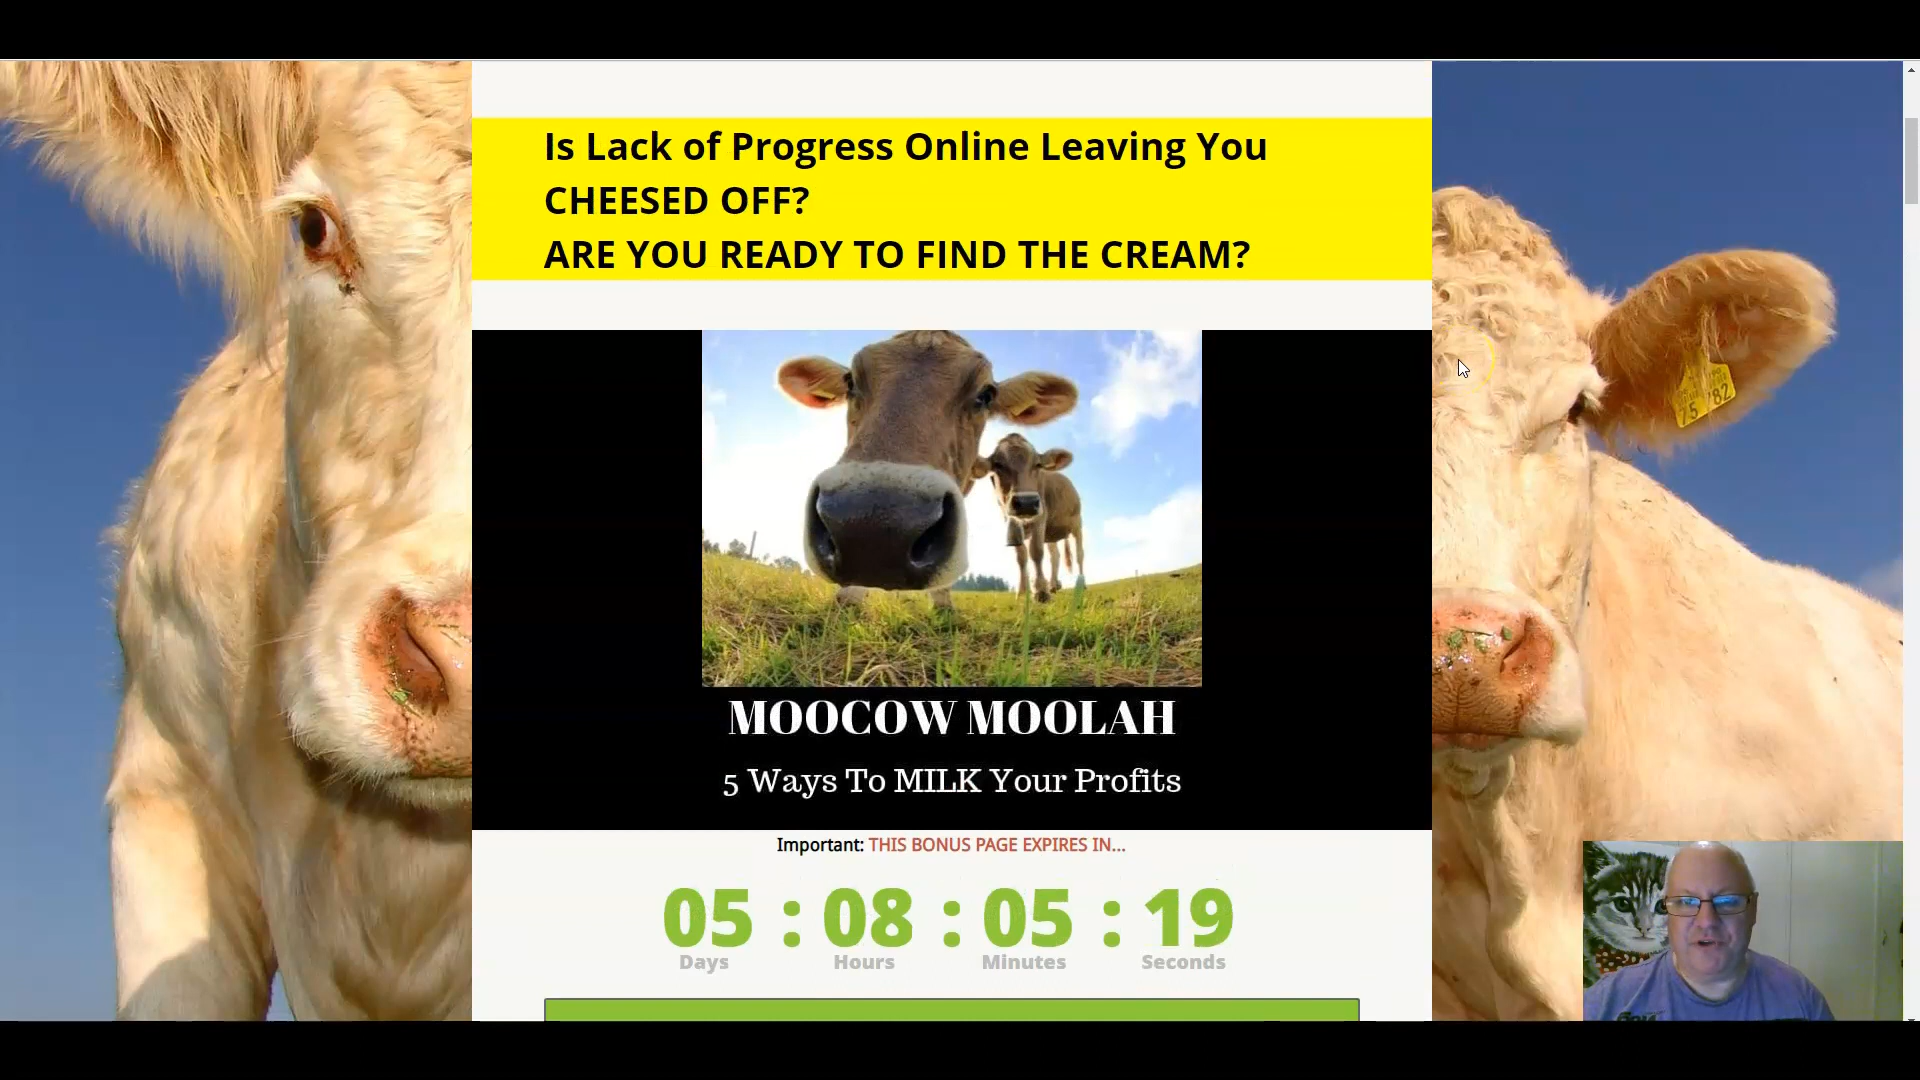 Is Lack of Progress Online Leaving You
CHEESED OFF?
ARE YOU READY TO FIND THE CREAM?
MOOCOW MOOLAH
5 Ways To MILK Your Profits
Important: THIS BONUS PAGE EXPIRES IN...
05 : 08 : 05 : 19
Days Hours Minutes Seconds
75 782